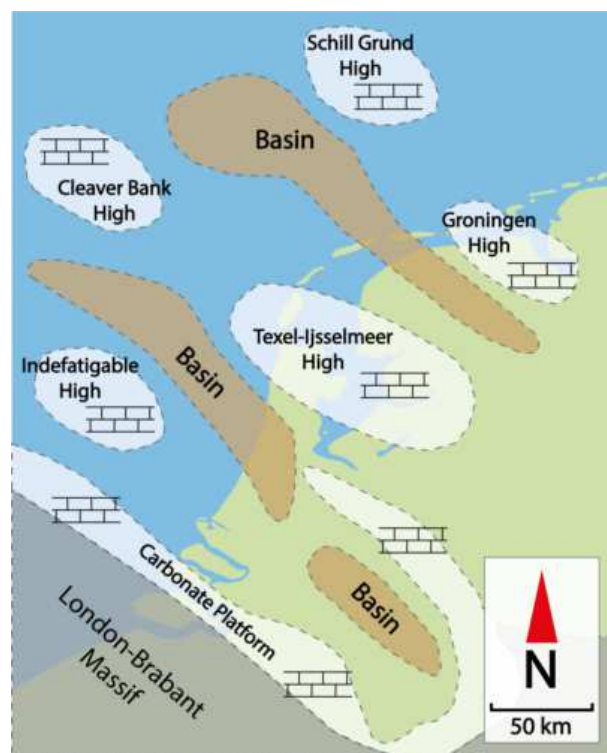 Schill Grund
High
Basin
Cleaver Bank
High
Groningen
High
Texel-Ijsselmeer
High
Basin
Indefatigable
High
Carbonate Platform
Basin
London-Brabant
Massif
N
50 km